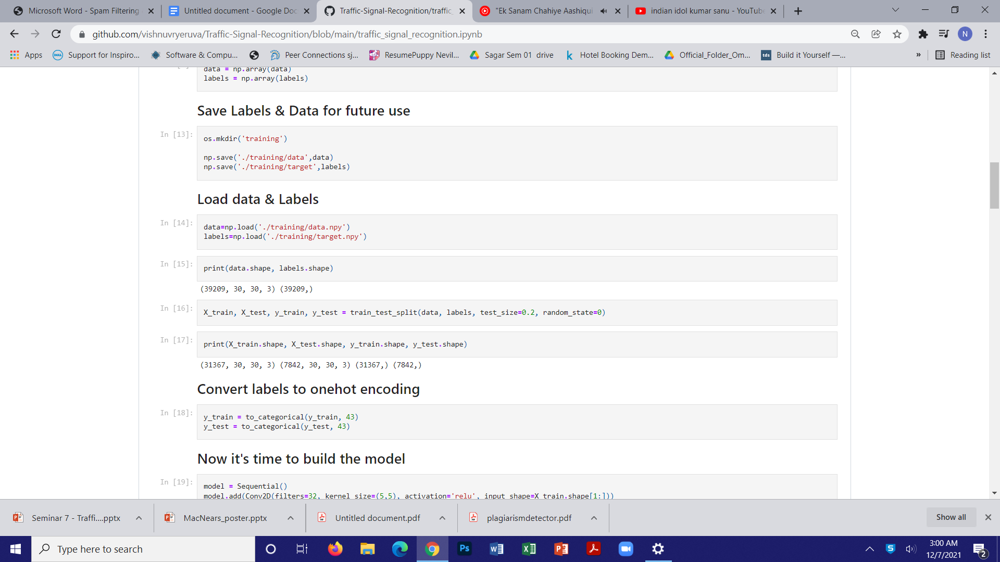 Microsoft Word - Spam Filtering
Untitled document - Google Doc
Traffic-Signal-Recognition/traffic_
"Ek Sanam Chahiye Aashiqui
indian idol kumar sanu - YouTube
github.com/vishnuvryeruva/Traffic-Signal-Recognition/blob/main/traffic_signal_recognition.ipynb
N
Apps
DELL
Support for Inspiro...
Software & Compu...
Peer Connections sj...
ResumePuppy Nevil...
Sagar Sem 01 drive
k
Hotel Booking Dem...
Official_Folder_Om...
tds
Build it Yourself —...
»
Reading list
data = np.array(data)
labels = np.array(labels)
Save Labels & Data for future use
In [13]:
os.mkdir('training')
np.save('./training/data',data)
np.save('./training/target',labels)
Load data & Labels
In [14]:
data=np.load('./training/data.npy')
labels=np.load('./training/target.npy')
In [15]:
print(data.shape, labels.shape)
(39209, 30, 30, 3) (39209,)
In [16]:
X_train, X_test, y_train, y_test = train_test_split(data, labels, test_size=0.2, random_state=0)
In [17]:
print(X_train.shape, X_test.shape, y_train.shape, y_test.shape)
(31367, 30, 30, 3) (7842, 30, 30, 3) (31367,) (7842,)
Convert labels to onehot encoding
In [18]:
y_train = to_categorical(y_train, 43)
y_test = to_categorical(y_test, 43)
Now it's time to build the model
In [19]:
model = Sequential()
model.add(Conv2D(filters=32, kernel_size=(5,5), activation='relu', input_shape=X_train.shape[1:]))
Seminar 7 - Traffi....pptx
MacNears_poster.pptx
Untitled document.pdf
plagiarismdetector.pdf
Show all
Type here to search
Ps
S
3:00 AM
12/7/2021
2